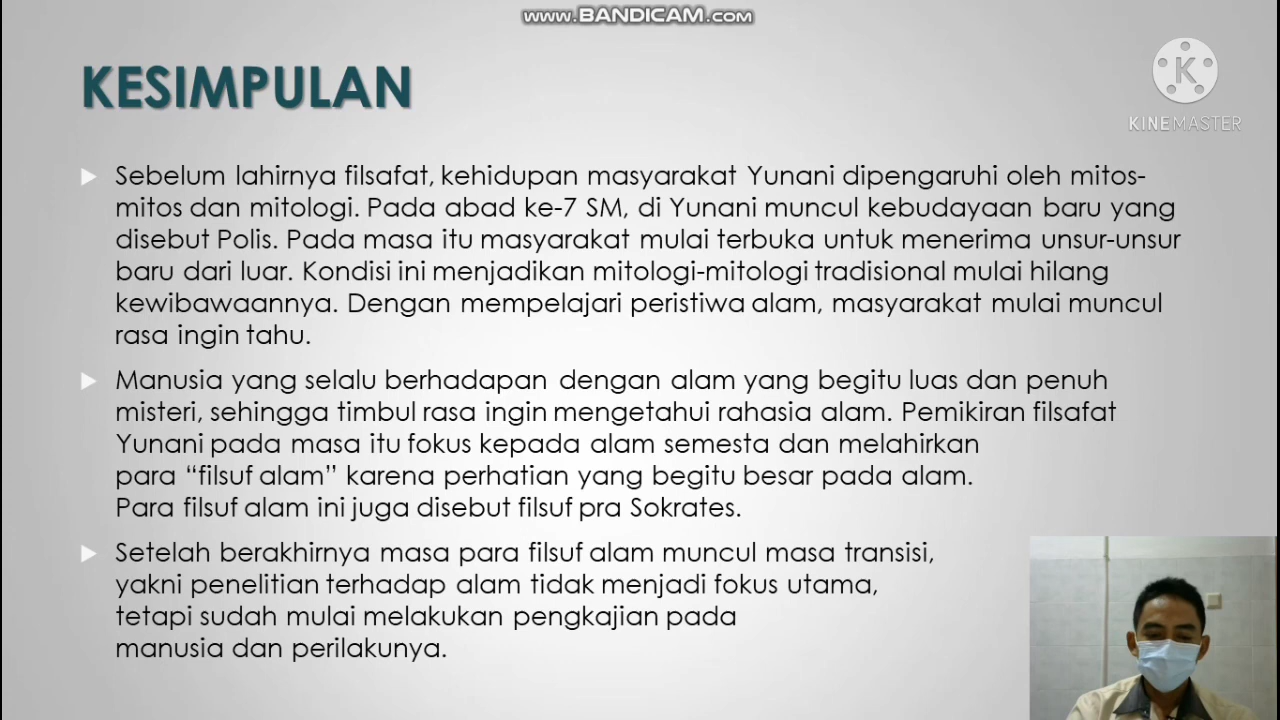 www.BANDICAM.com
KESIMPULAN
K
KINEMASTER
Sebelum lahirnya filsafat, kehidupan masyarakat Yunani dipengaruhi oleh mitos-
mitos dan mitologi. Pada abad ke-7 SM, di Yunani muncul kebudayaan baru yang
disebut Polis. Pada masa itu masyarakat mulai terbuka untuk menerima unsur-unsur
baru dari luar. Kondisi ini menjadikan mitologi-mitologi tradisional mulai hilang
kewibawaannya. Dengan mempelajari peristiwa alam, masyarakat mulai muncul
rasa ingin tahu.
Manusia yang selalu berhadapan dengan alam yang begitu luas dan penuh
misteri, sehingga timbul rasa ingin mengetahui rahasia alam. Pemikiran filsafat
Yunani pada masa itu fokus kepada alam semesta dan melahirkan
para “filsuf alam” karena perhatian yang begitu besar pada alam.
Para filsuf alam ini juga disebut filsuf pra Sokrates.
Setelah berakhirnya masa para filsuf alam muncul masa transisi,
yakni penelitian terhadap alam tidak menjadi fokus utama,
tetapi sudah mulai melakukan pengkajian pada
manusia dan perilakunya.